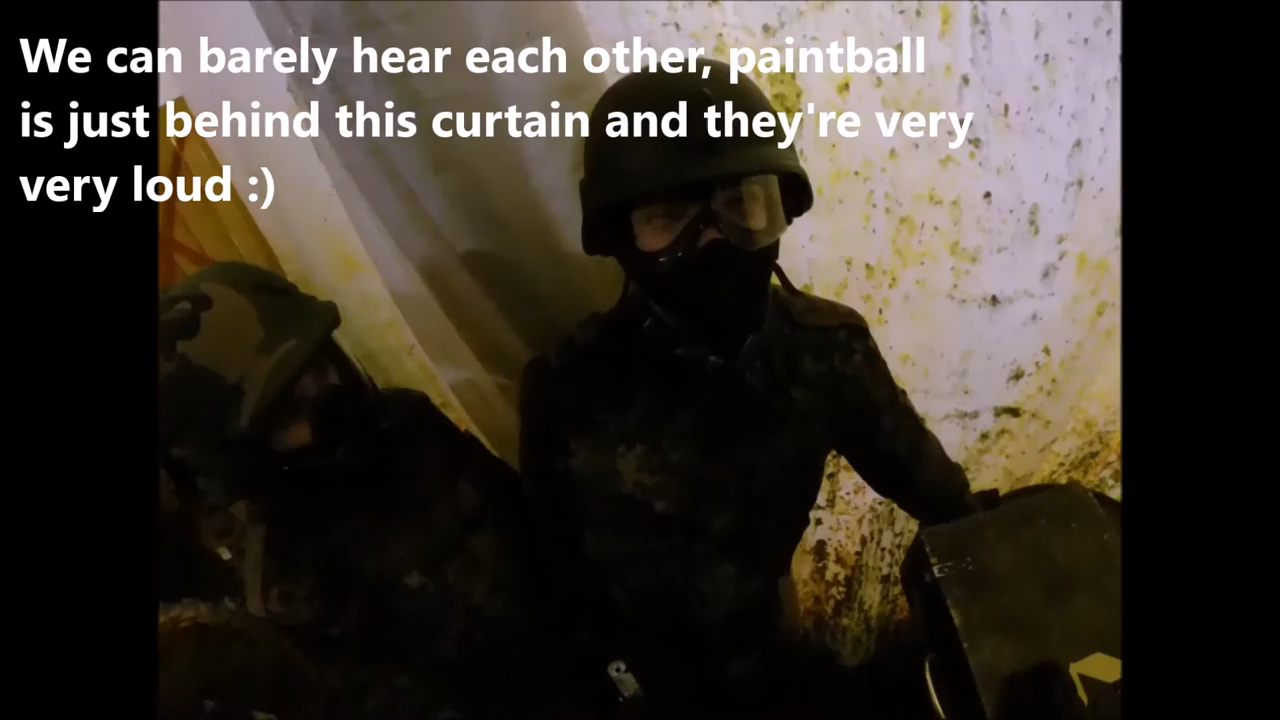 We can barely hear each other, paintball
is just behind this curtain and they're very
very loud :)